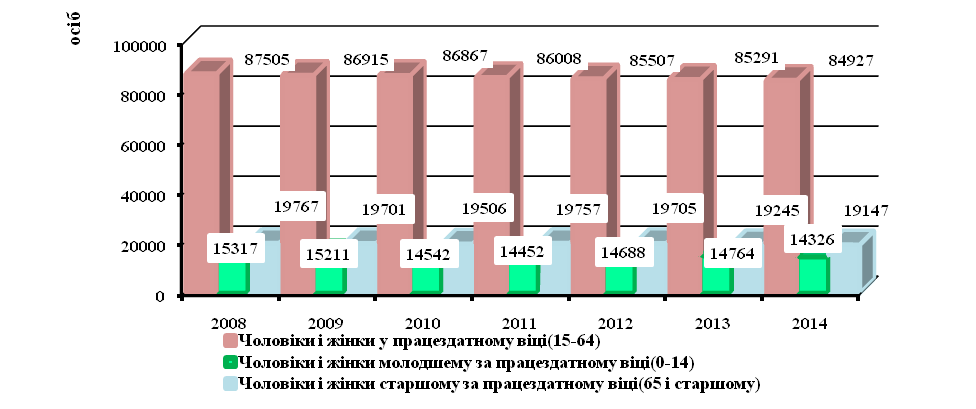 осіб
100000
80000
60000
40000
20000
0
87505 86915 86867 86008 85507 85291 84927
19767 19701 19506 19757 19705 19245 19147
15317 15211 14542 14452 14688 14764 14326
2008 2009 2010 2011 2012 2013 2014
Чоловіки і жінки у працездатному віці(15-64)
Чоловіки і жінки молодшему за працездатному віці(0-14)
Чоловіки і жінки старшому за працездатному віці(65 і старшому)